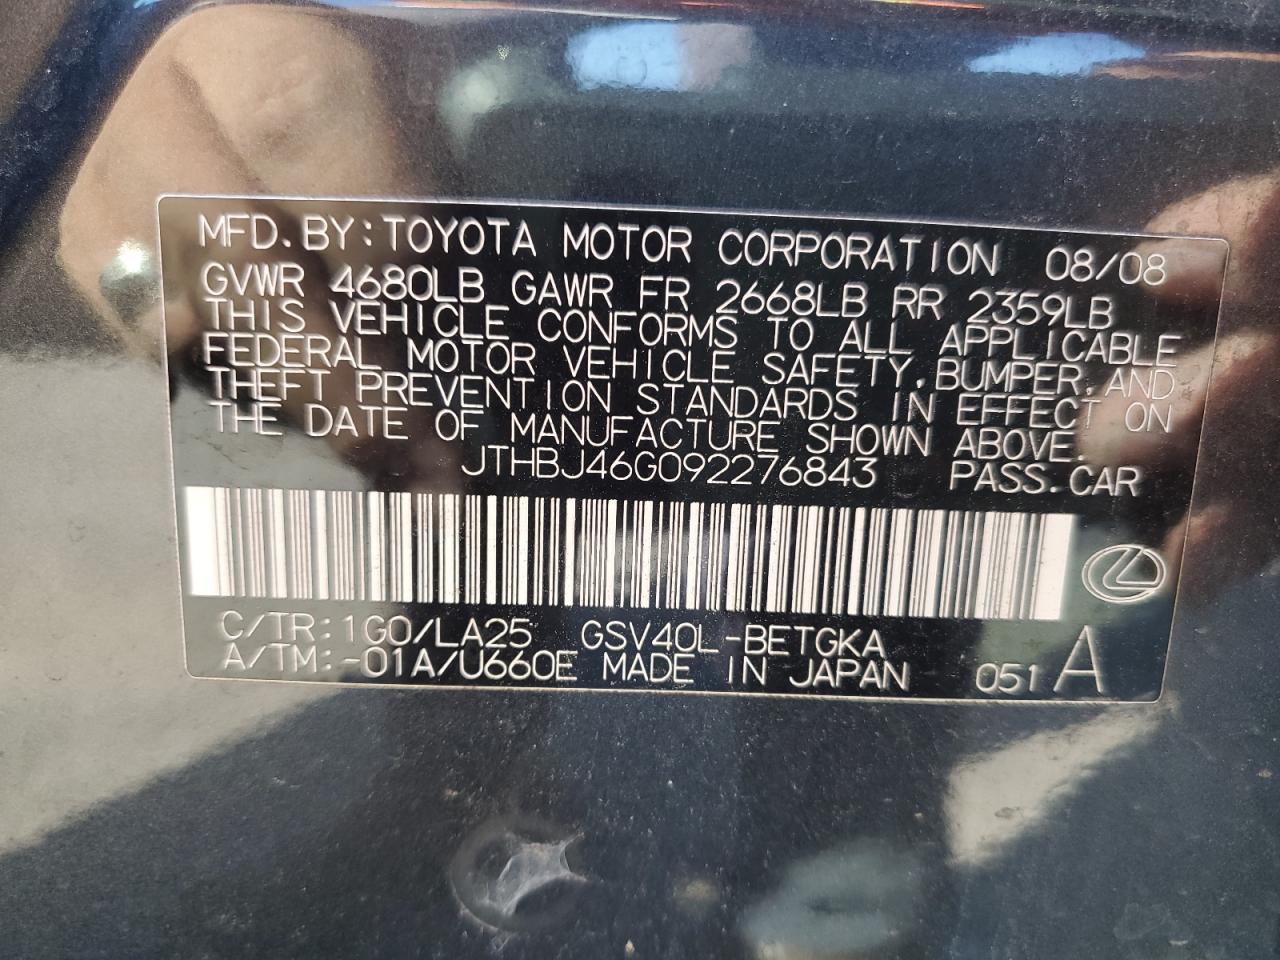 MFD. BY: TOYOTA MOTOR CORPORATION 08/08
GVWR 4680LB GAWR FR 2668LB RR 2359LB
THIS VEHICLE CONFORMS TO ALL APPLICABLE
FEDERAL MOTOR VEHICLE SAFETY, BUMPER, AND
THEFT PREVENTION STANDARDS IN EFFECT ON
THE DATE OF MANUFACTURE SHOWN ABOVE.
JTHBJ46G092276843 PASS. CAR
C/TR: 1G0/LA25 GSV40L-BETGKA
A/TM: -01A/U660E MADE IN JAPAN 051 A